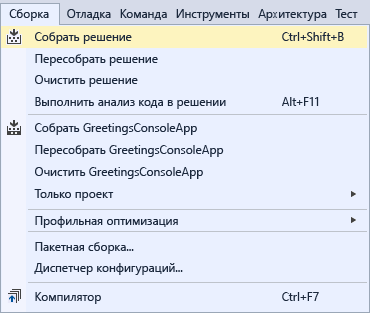 Сборка Отладка Команда Инструменты Архитектура Тест
Собрать решение Ctrl+Shift+B
Пересобрать решение
Очистить решение
Выполнить анализ кода в решении Alt+F11
Собрать GreetingsConsoleApp
Пересобрать GreetingsConsoleApp
Очистить GreetingsConsoleApp
Только проект
Профильная оптимизация
Пакетная сборка...
Диспетчер конфигураций...
Компилятор Ctrl+F7